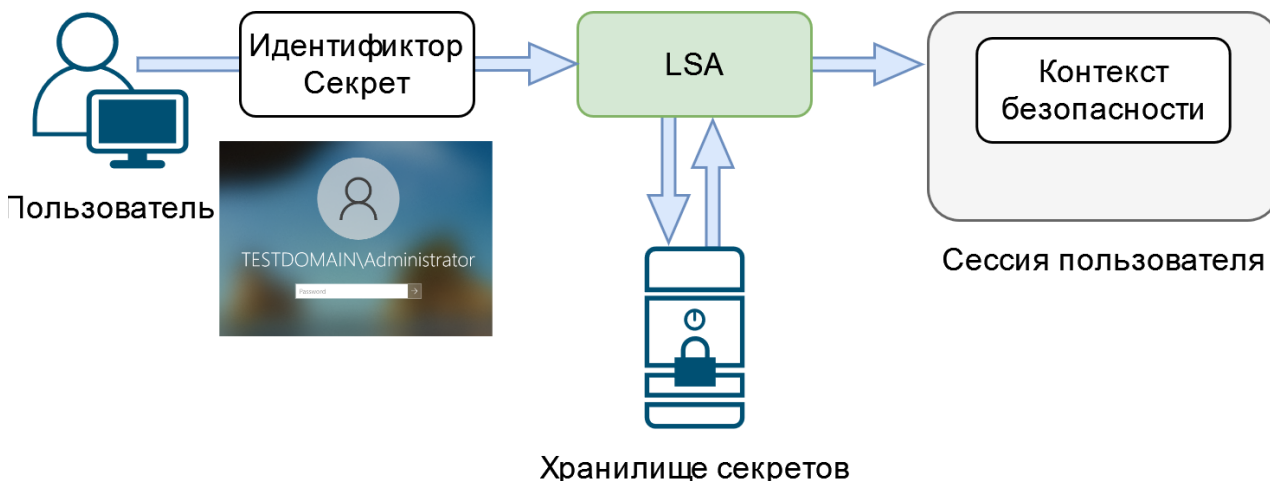 Идентификтор
Секрет
LSA
Контекст
безопасности
Пользователь
TESTDOMAIN\Administrator
Password
Сессия пользователя
Хранилище секретов